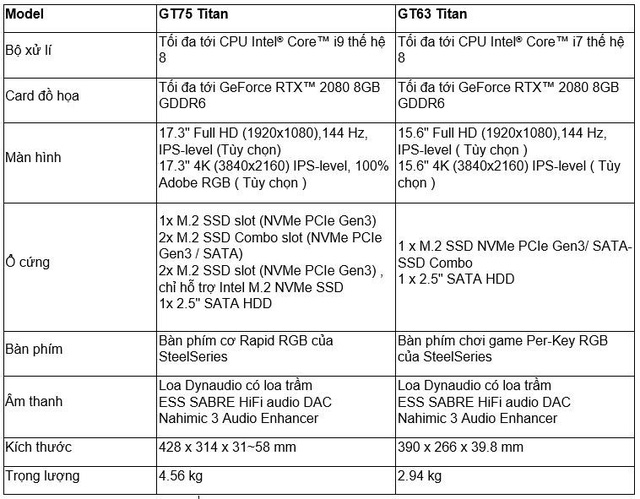 Model GT75 Titan GT63 Titan
Bộ xử lí
Tối đa tới CPU Intel® Core™ i9 thế hệ
8
Tối đa tới CPU Intel® Core™ i7 thế hệ
8
Card đồ họa
Tối đa tới GeForce RTX™ 2080 8GB
GDDR6
Tối đa tới GeForce RTX™ 2080 8GB
GDDR6
Màn hình
17.3" Full HD (1920x1080),144 Hz,
IPS-level (Tùy chọn)
17.3" 4K (3840x2160) IPS-level, 100%
Adobe RGB ( Tùy chọn )
15.6" Full HD (1920x1080),144 Hz,
IPS-level ( Tùy chọn )
15.6" 4K (3840x2160) IPS-level ( Tùy
chọn )
Ổ cứng
1x M.2 SSD slot (NVMe PCIe Gen3)
2x M.2 SSD Combo slot (NVMe PCIe
Gen3 / SATA)
2x M.2 SSD slot (NVMe PCIe Gen3) ,
chỉ hỗ trợ Intel M.2 NVMe SSD
1x 2.5" SATA HDD
1 x M.2 SSD NVMe PCIe Gen3/ SATA-
SSD Combo
1 x 2.5" SATA HDD
Bàn phím
Bàn phím cơ Rapid RGB của
SteelSeries
Bàn phím chơi game Per-Key RGB
của SteelSeries
Âm thanh
Loa Dynaudio có loa trầm
ESS SABRE HiFi audio DAC
Nahimic 3 Audio Enhancer
Loa Dynaudio có loa trầm
ESS SABRE HiFi audio DAC
Nahimic 3 Audio Enhancer
Kích thước 428 x 314 x 31~58 mm 390 x 266 x 39.8 mm
Trọng lượng 4.56 kg 2.94 kg